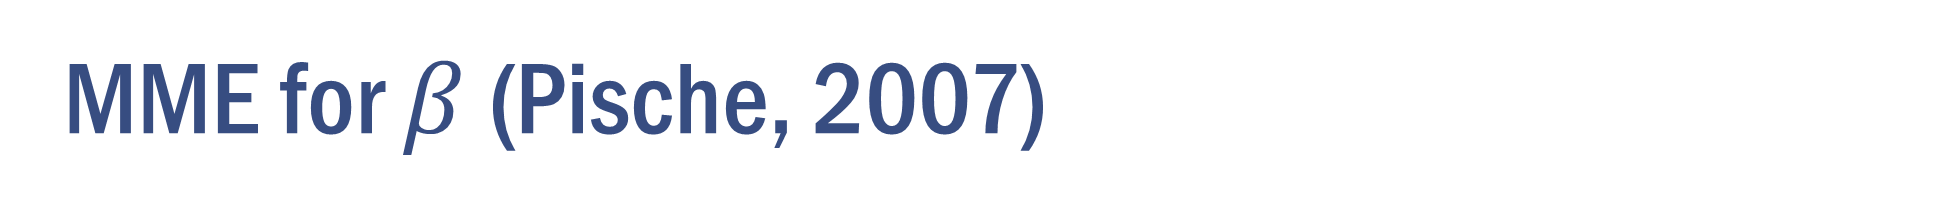 MME for β (Pische, 2007)